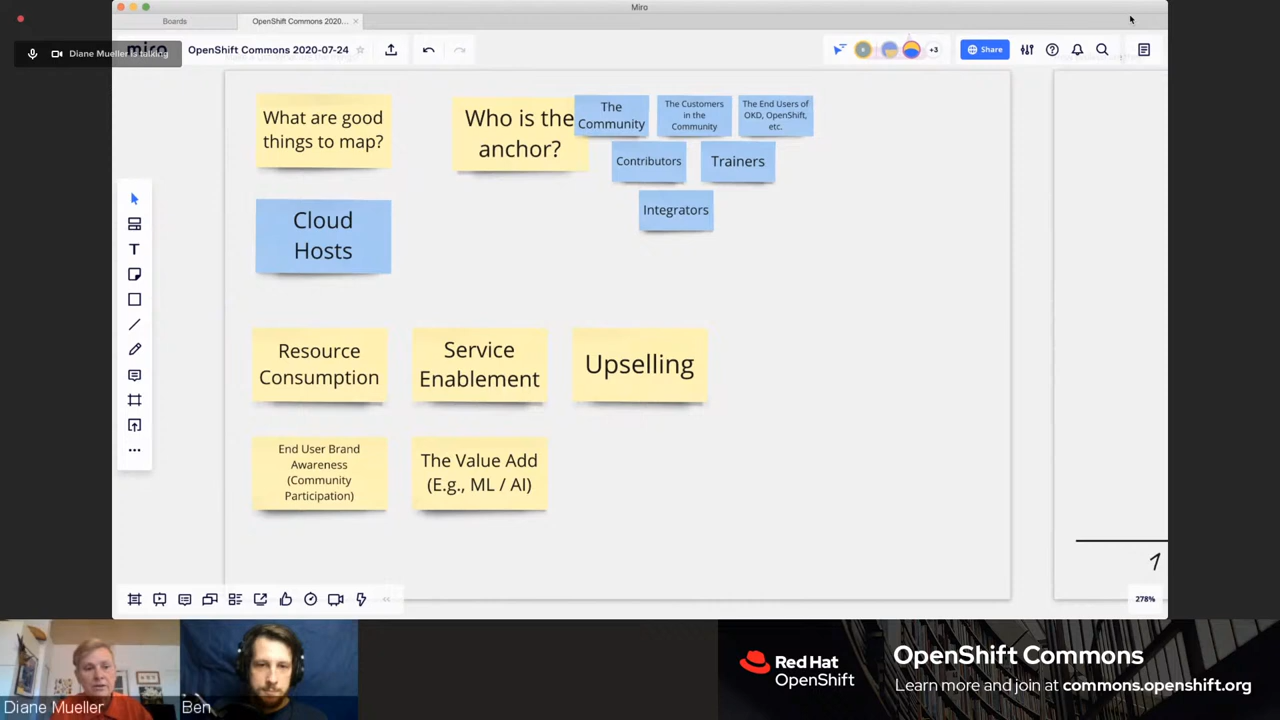 Miro
Boards
OpenShift Commons 2020...
Diane Mueller is talking
OpenShift Commons 2020-07-24
+3
Share
What are good
things to map?
Who is the
anchor?
The
Community
The Customers
in the
Community
The End Users of
OKD, OpenShift,
etc.
Contributors
Trainers
Integrators
Cloud
Hosts
Resource
Consumption
Service
Enablement
Upselling
End User Brand
Awareness
(Community
Participation)
The Value Add
(E.g., ML / AI)
1
278%
Diane Mueller
Ben
Red Hat
OpenShift
OpenShift Commons
Learn more and join at commons.openshift.org